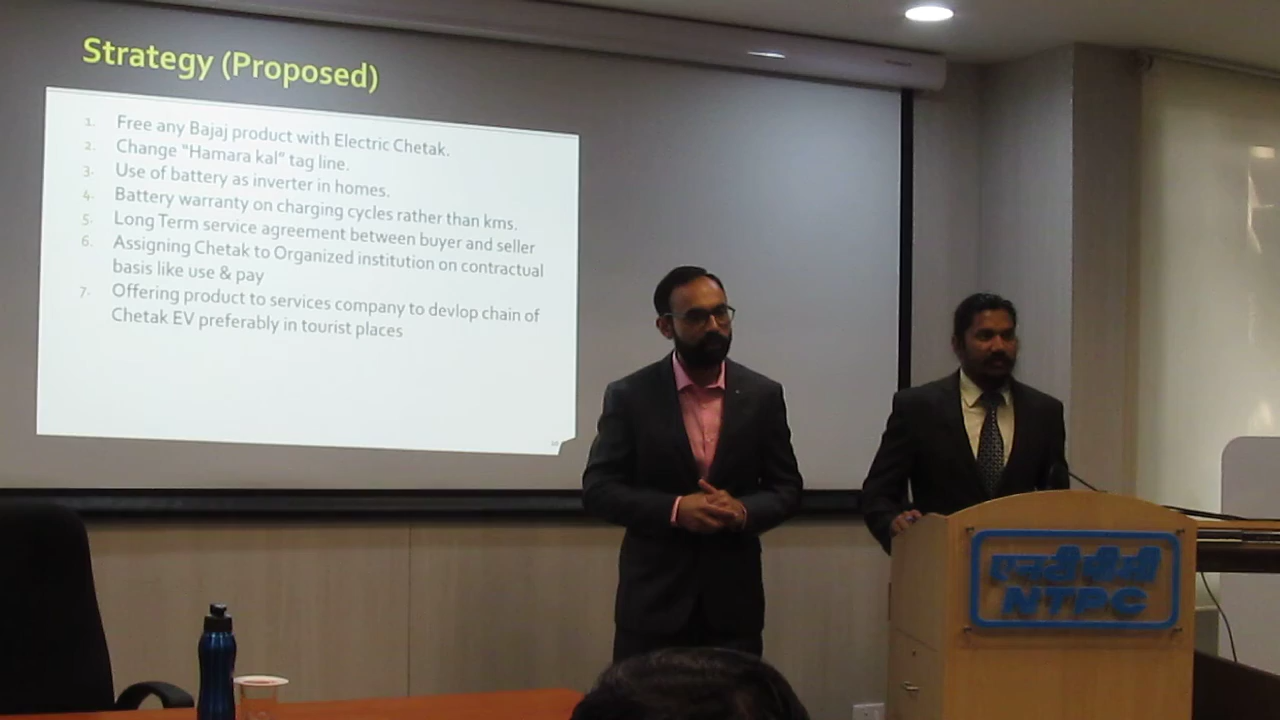 Strategy (Proposed)
1. Free any Bajaj product with Electric Chetak.
2. Change “Hamara kal” tag line.
3. Use of battery as inverter in homes.
4. Battery warranty on charging cycles rather than kms.
5. Long Term service agreement between buyer and seller
6. Assigning Chetak to Organized institution on contractual
basis like use & pay
7. Offering product to services company to devlop chain of
Chetak EV preferably in tourist places
एनटीपीसी
NTPC